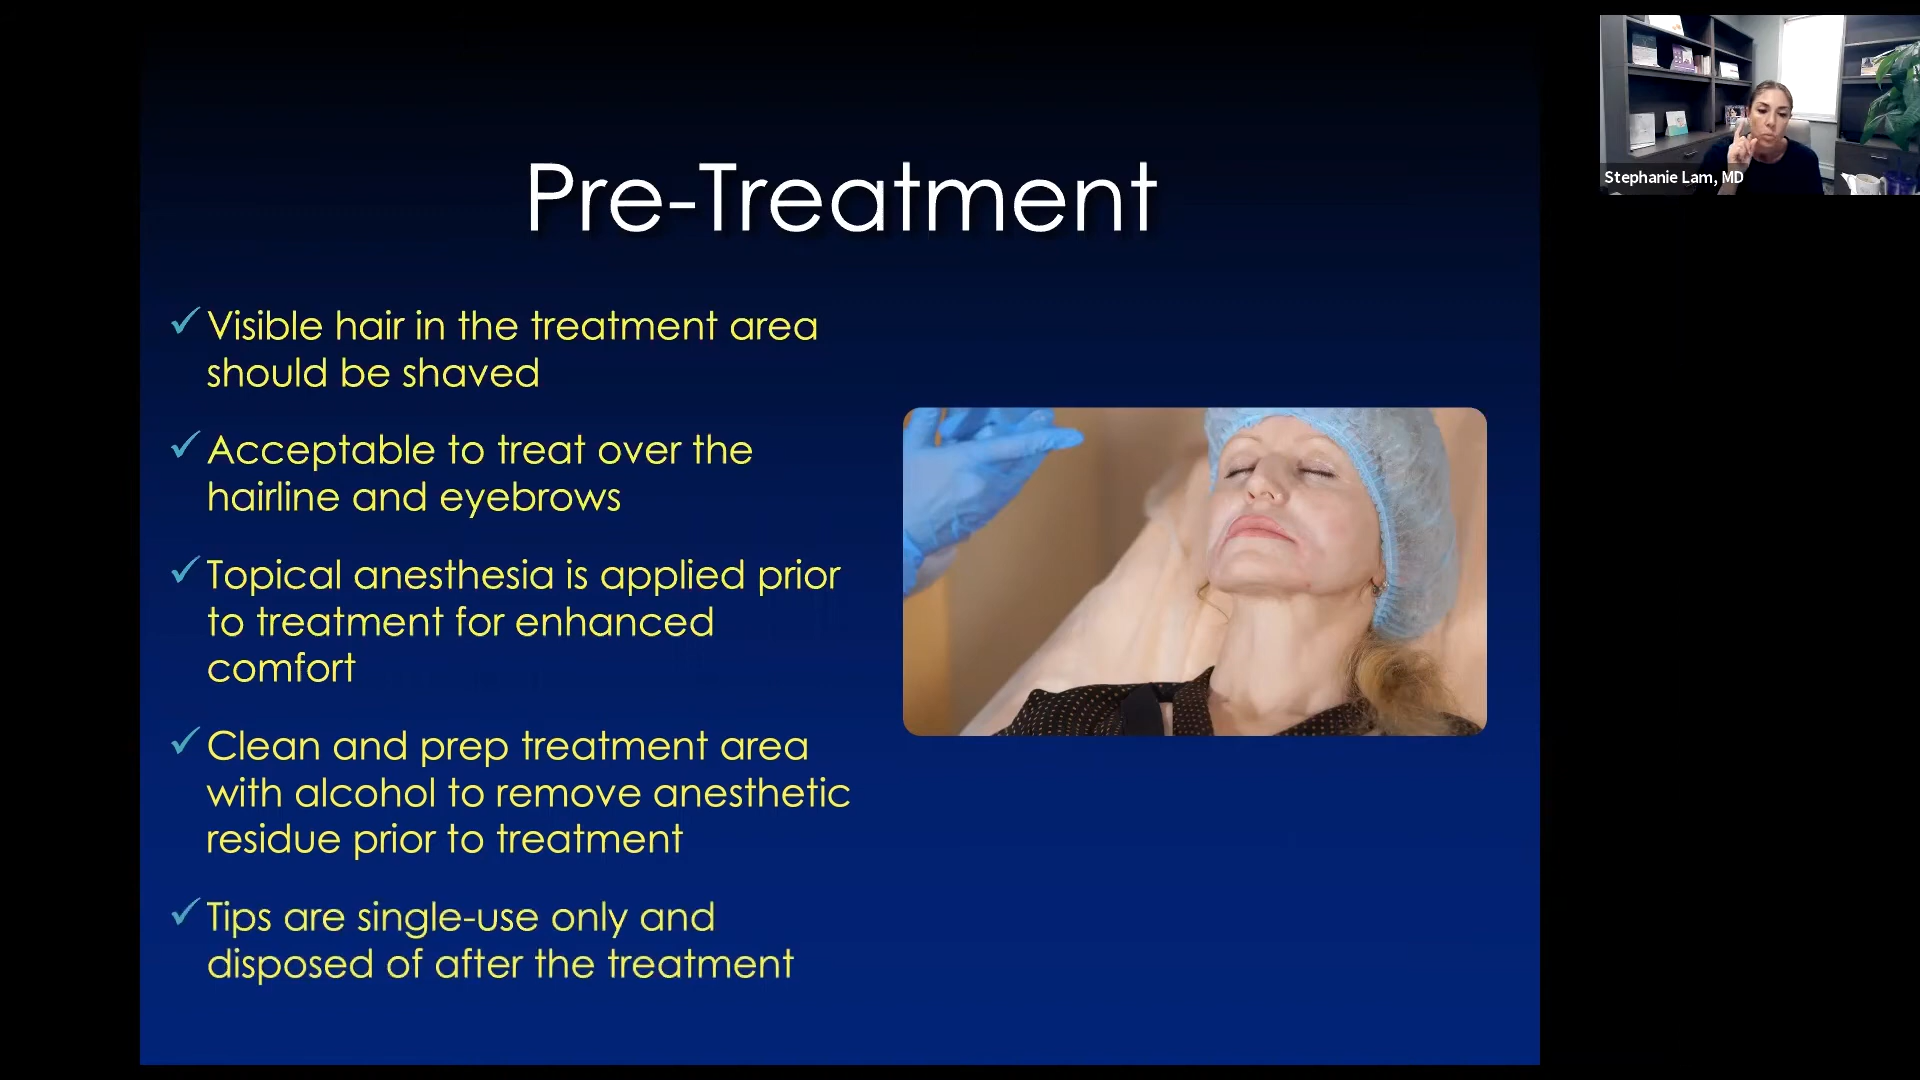 Pre-Treatment
Visible hair in the treatment area
should be shaved
Acceptable to treat over the
hairline and eyebrows
Topical anesthesia is applied prior
to treatment for enhanced
comfort
Clean and prep treatment area
with alcohol to remove anesthetic
residue prior to treatment
Tips are single-use only and
disposed of after the treatment
Stephanie Lam, MD